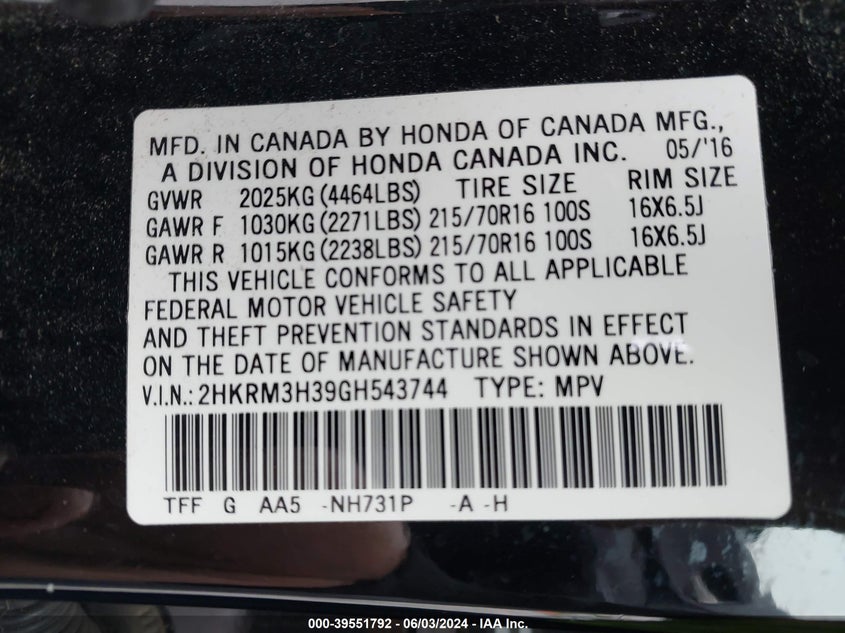 MFD. IN CANADA BY HONDA OF CANADA MFG.,
A DIVISION OF HONDA CANADA INC. 05/'16
GVWR 2025KG (4464LBS) TIRE SIZE RIM SIZE
GAWR F 1030KG (2271LBS) 215/70R16 100S 16X6.5J
GAWR R 1015KG (2238LBS) 215/70R16 100S 16X6.5J
THIS VEHICLE CONFORMS TO ALL APPLICABLE
FEDERAL MOTOR VEHICLE SAFETY
AND THEFT PREVENTION STANDARDS IN EFFECT
ON THE DATE OF MANUFACTURE SHOWN ABOVE.
V.I.N.: 2HKRM3H39GH543744 TYPE: MPV
TFF G AA5 -NH731P -A -H
000-39551792 - 06/03/2024 - IAA Inc.